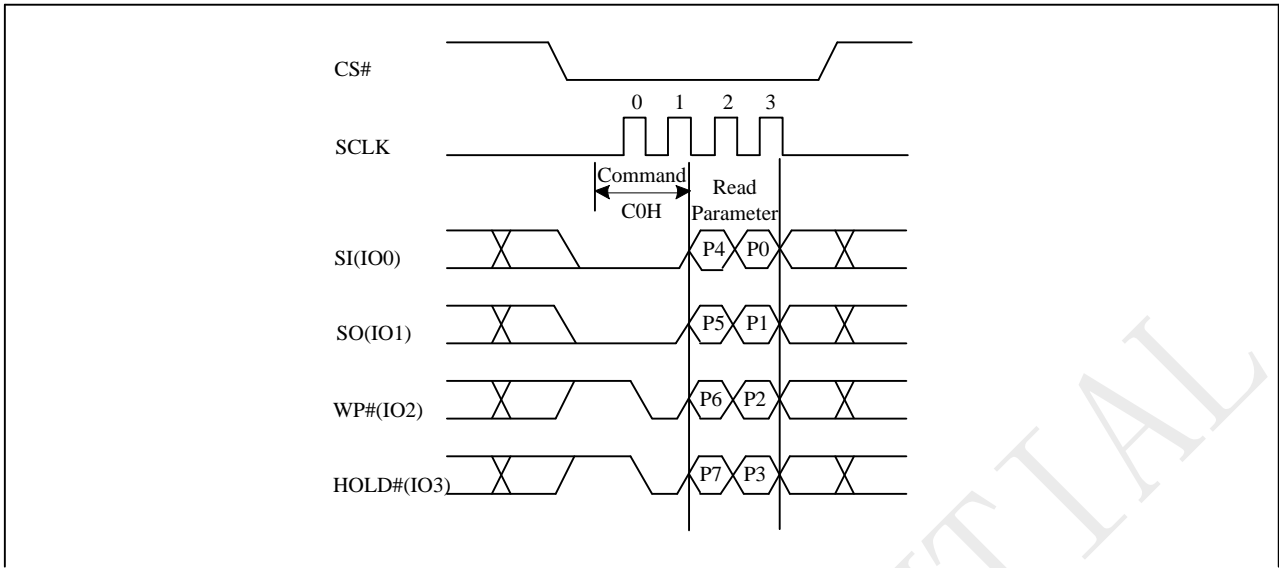 CS#
0 1 2 3
SCLK
Command
C0H
Read
Parameter
SI(IO0) P4 P0
SO(IO1) P5 P1
WP#(IO2) P6 P2
HOLD#(IO3) P7 P3
TIAL